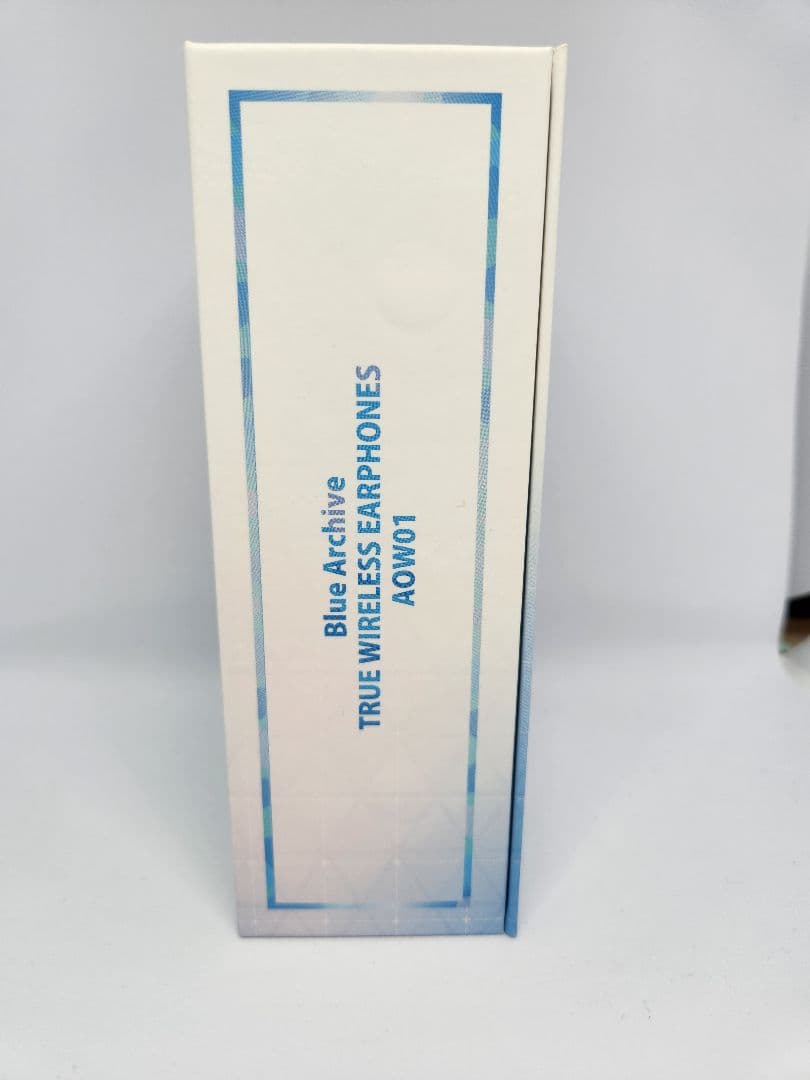 Blue Archive
TRUE WIRELESS EARPHONES
AOW01